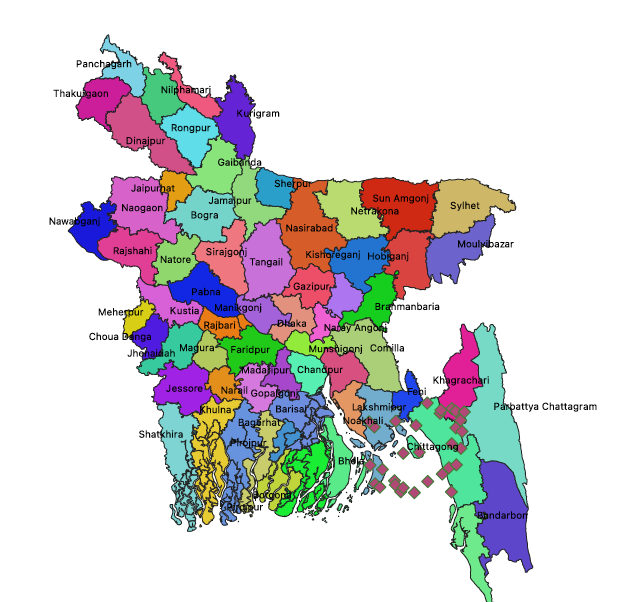 Panchagarh
Thakurgaon
Nilphamari
Kurigram
Rongpur
Dinajpur
Gaibanda
Jaipurhat
Sherpur
Jamalpur
Netrakona
Sun Amgonj
Sylhet
Naogaon
Bogra
Nawabganj
Nasirabad
Moulvibazar
Rajshahi
Natore
Sirajgonj
Tangail
Kishoreganj
Hobiganj
Pabna
Gazipur
Manikgonj
Brahmanbaria
Meherpur
Kustia
Rajbari
Dhaka
Naray Angonj
Choua Danga
Jhenaidah
Magura
Faridpur
Munshigonj
Comilla
Madaripur
Chandpur
Khagrachari
Jessore
Narail
Gopalgonj
Feni
Khulna
Barisal
Lakshmipur
Parbattya Chattagram
Shatkhira
Bagerhat
Noakhali
Pirojpur
Chittagong
Bhola
Borgona
Bandarbon